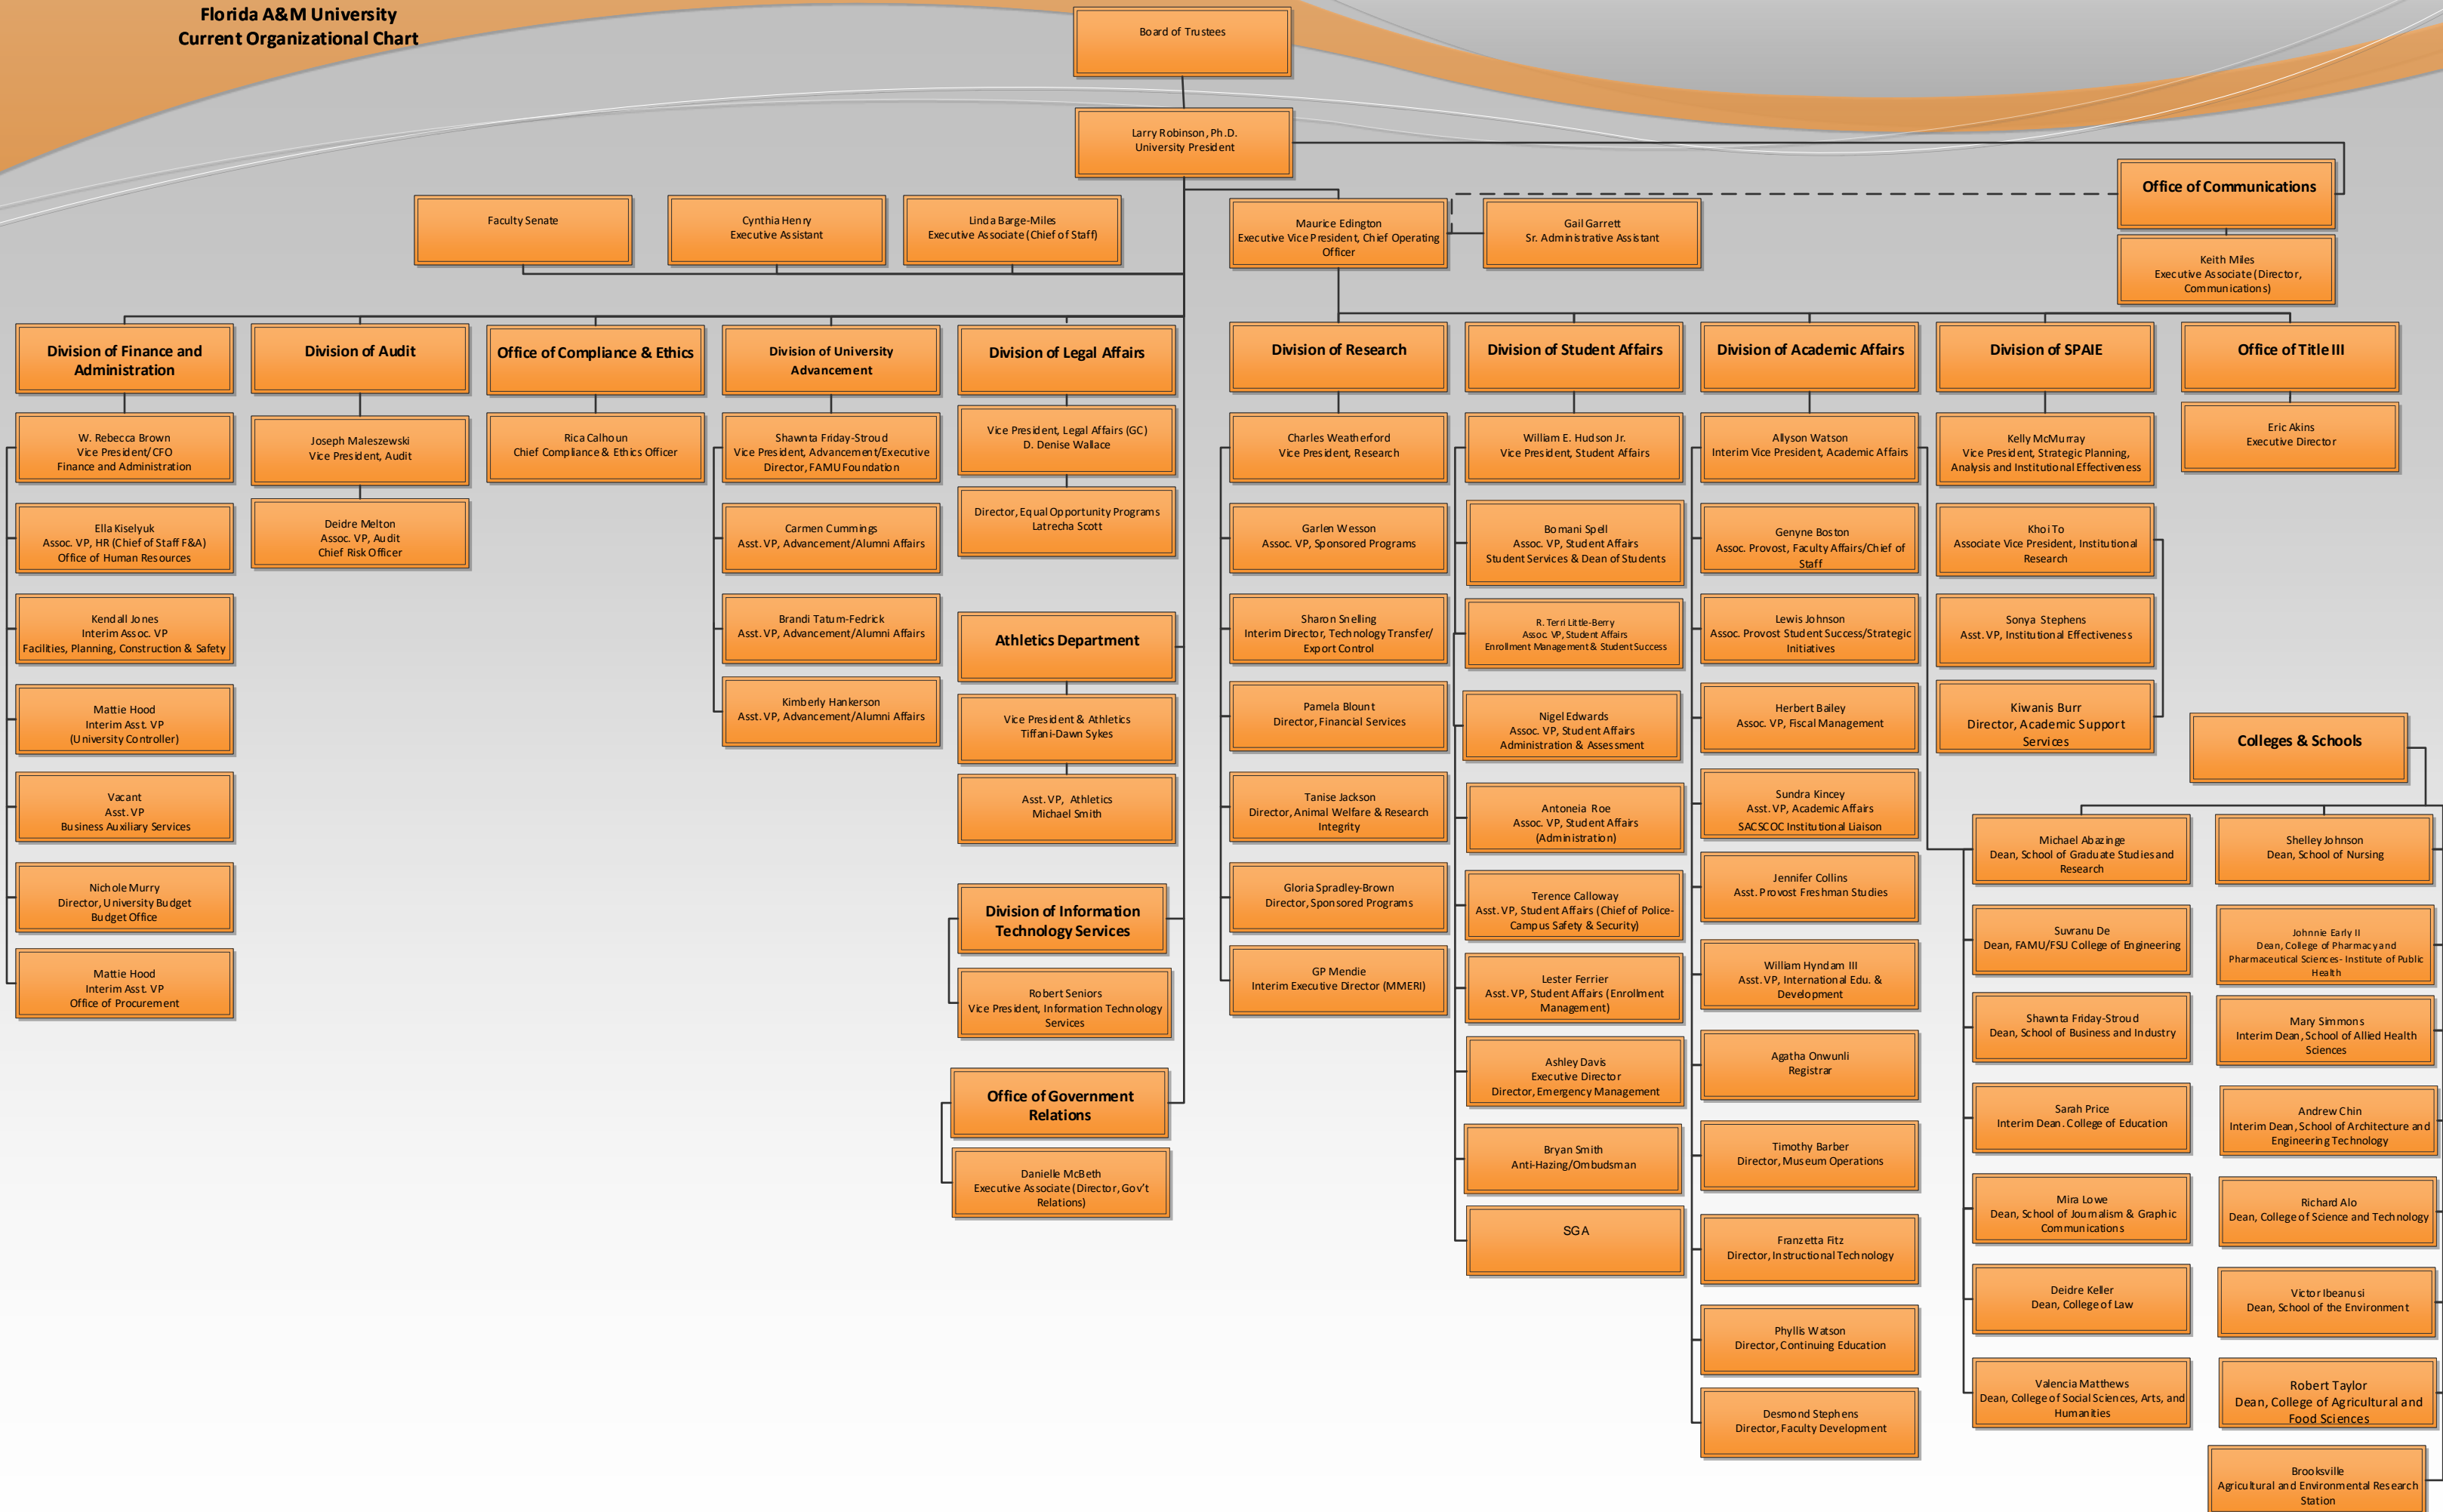 Florida A&M University
Current Organizational Chart
Board of Trustees
Larry Robinson, Ph.D.
University President
Office of Communications
Keith Miles
Executive Associate (Director,
Communications)
Faculty Senate
Cynthia Henry
Executive Assistant
Linda Barge-Miles
Executive Associate (Chief of Staff)
Maurice Edington
Executive Vice President, Chief Operating
Officer
Gail Garrett
Sr. Administrative Assistant
Division of Finance and
Administration
W. Rebecca Brown
Vice President/CFO
Finance and Administration
Ella Kiselyuk
Assoc. VP, HR (Chief of Staff F&A)
Office of Human Resources
Kendall Jones
Interim Assoc. VP
Facilities, Planning, Construction & Safety
Mattie Hood
Interim Asst. VP
(University Controller)
Vacant
Asst. VP
Business Auxiliary Services
Nichole Murry
Director, University Budget
Budget Office
Mattie Hood
Interim Asst. VP
Office of Procurement
Division of Audit
Joseph Maleszewski
Vice President, Audit
Deidre Melton
Assoc. VP, Audit
Chief Risk Officer
Office of Compliance & Ethics
Rica Calhoun
Chief Compliance & Ethics Officer
Division of University
Advancement
Shawnta Friday-Stroud
Vice President, Advancement/Executive
Director, FAMU Foundation
Carmen Cummings
Asst. VP, Advancement/Alumni Affairs
Brandi Tatum-Fedrick
Asst. VP, Advancement/Alumni Affairs
Kimberly Hankerson
Asst. VP, Advancement/Alumni Affairs
Division of Legal Affairs
Vice President, Legal Affairs (GC)
D. Denise Wallace
Director, Equal Opportunity Programs
Latrecha Scott
Athletics Department
Vice President & Athletics
Tiffani-Dawn Sykes
Asst. VP, Athletics
Michael Smith
Division of Information
Technology Services
Robert Seniors
Vice President, Information Technology
Services
Office of Government
Relations
Danielle McBeth
Executive Associate (Director, Gov't
Relations)
Division of Research
Charles Weatherford
Vice President, Research
Garlen Wesson
Assoc. VP, Sponsored Programs
Sharon Snelling
Interim Director, Technology Transfer/
Export Control
Pamela Blount
Director, Financial Services
Tanise Jackson
Director, Animal Welfare & Research
Integrity
Gloria Spradley-Brown
Director, Sponsored Programs
GP Mendie
Interim Executive Director (MMERI)
Division of Student Affairs
William E. Hudson Jr.
Vice President, Student Affairs
Bomani Spell
Assoc. VP, Student Affairs
Student Services & Dean of Students
R. Terri Little-Berry
Assoc. VP, Student Affairs
Enrollment Management & Student Success
Nigel Edwards
Assoc. VP, Student Affairs
Administration & Assessment
Antoneia Roe
Assoc. VP, Student Affairs
(Administration)
Terence Calloway
Asst. VP, Student Affairs (Chief of Police-
Campus Safety & Security)
Lester Ferrier
Asst. VP, Student Affairs (Enrollment
Management)
Ashley Davis
Executive Director
Director, Emergency Management
Bryan Smith
Anti-Hazing/Ombudsman
SGA
Division of Academic Affairs
Allyson Watson
Interim Vice President, Academic Affairs
Genyne Boston
Assoc. Provost, Faculty Affairs/Chief of
Staff
Lewis Johnson
Assoc. Provost Student Success/Strategic
Initiatives
Herbert Bailey
Assoc. VP, Fiscal Management
Sundra Kincey
Asst. VP, Academic Affairs
SACSCOC Institutional Liaison
Jennifer Collins
Asst. Provost Freshman Studies
William Hyndam III
Asst. VP, International Edu. &
Development
Agatha Onwunli
Registrar
Timothy Barber
Director, Museum Operations
Franzetta Fitz
Director, Instructional Technology
Phyllis Watson
Director, Continuing Education
Desmond Stephens
Director, Faculty Development
Division of SPAIE
Kelly McMurray
Vice President, Strategic Planning,
Analysis and Institutional Effectiveness
Khoi To
Associate Vice President, Institutional
Research
Sonya Stephens
Asst. VP, Institutional Effectiveness
Kiwanis Burr
Director, Academic Support
Services
Office of Title III
Eric Akins
Executive Director
Colleges & Schools
Michael Abazinge
Dean, School of Graduate Studies and
Research
Suvranu De
Dean, FAMU/FSU College of Engineering
Shawnta Friday-Stroud
Dean, School of Business and Industry
Sarah Price
Interim Dean. College of Education
Mira Lowe
Dean, School of Journalism & Graphic
Communications
Deidre Keller
Dean, College of Law
Valencia Matthews
Dean, College of Social Sciences, Arts, and
Humanities
Shelley Johnson
Dean, School of Nursing
Johnnie Early II
Dean, College of Pharmacy and
Pharmaceutical Sciences- Institute of Public
Health
Mary Simmons
Interim Dean, School of Allied Health
Sciences
Andrew Chin
Interim Dean, School of Architecture and
Engineering Technology
Richard Alo
Dean, College of Science and Technology
Victor Ibeanusi
Dean, School of the Environment
Robert Taylor
Dean, College of Agricultural and
Food Sciences
Brooksville
Agricultural and Environmental Research
Station